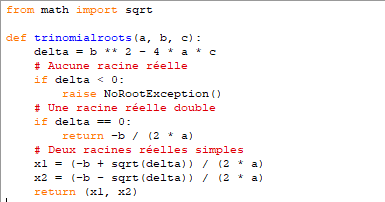 from math import sqrt
def trinomialroots(a, b, c):
delta = b ** 2 - 4 * a * c
# Aucune racine réelle
if delta < 0:
raise NoRootException()
# Une racine réelle double
if delta == 0:
return -b / (2 * a)
# Deux racines réelles simples
x1 = (-b + sqrt(delta)) / (2 * a)
x2 = (-b - sqrt(delta)) / (2 * a)
return (x1, x2)